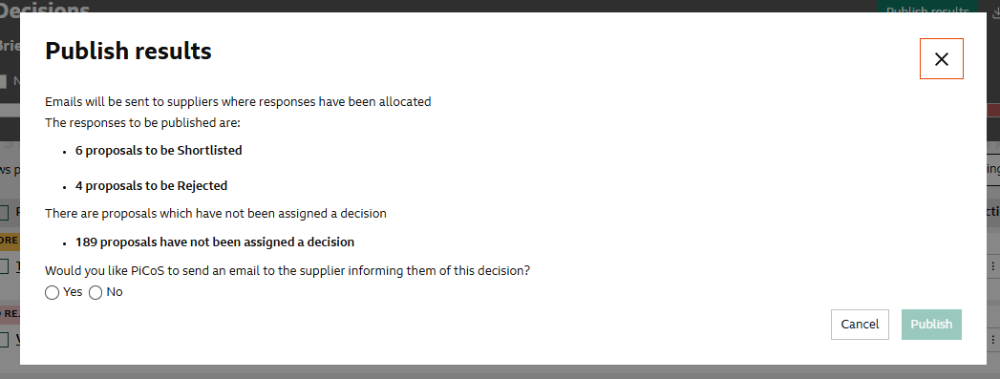 Decisions
Publish results
Publish results
Emails will be sent to suppliers where responses have been allocated
The responses to be published are:
6 proposals to be Shortlisted
4 proposals to be Rejected
There are proposals which have not been assigned a decision
189 proposals have not been assigned a decision
Would you like PiCoS to send an email to the supplier informing them of this decision?
Yes No
Cancel Publish